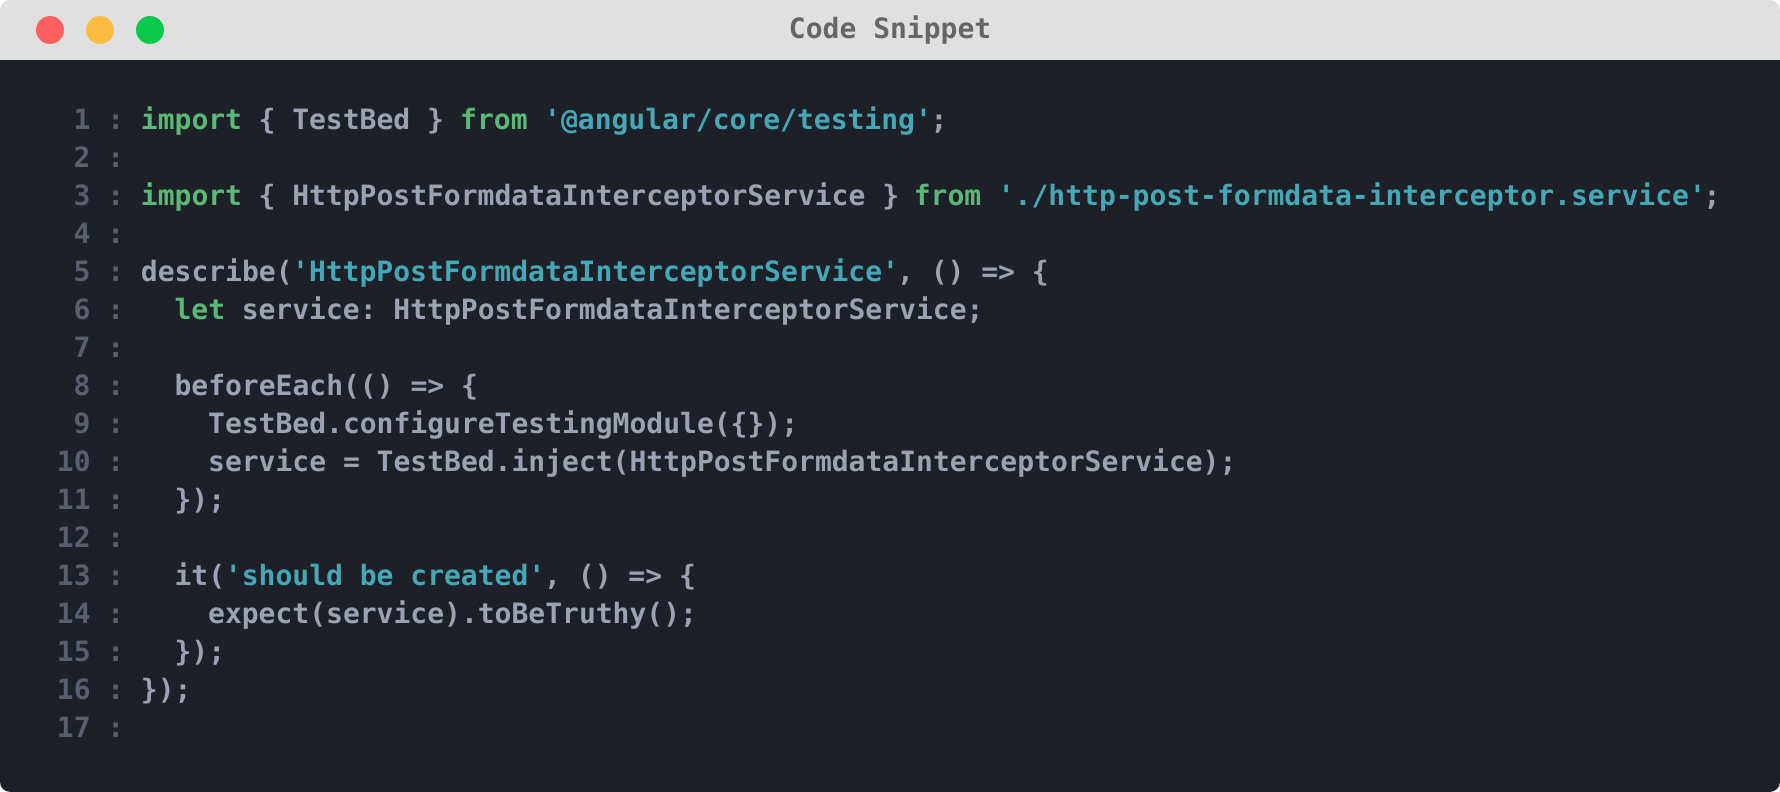 Code Snippet
1 : import { TestBed } from '@angular/core/testing';
2 :
3 : import { HttpPostFormdataInterceptorService } from './http-post-formdata-interceptor.service';
4 :
5 : describe('HttpPostFormdataInterceptorService', () => {
6 :   let service: HttpPostFormdataInterceptorService;
7 :
8 :   beforeEach(() => {
9 :     TestBed.configureTestingModule({});
10 :     service = TestBed.inject(HttpPostFormdataInterceptorService);
11 :   });
12 :
13 :   it('should be created', () => {
14 :     expect(service).toBeTruthy();
15 :   });
16 : });
17 :